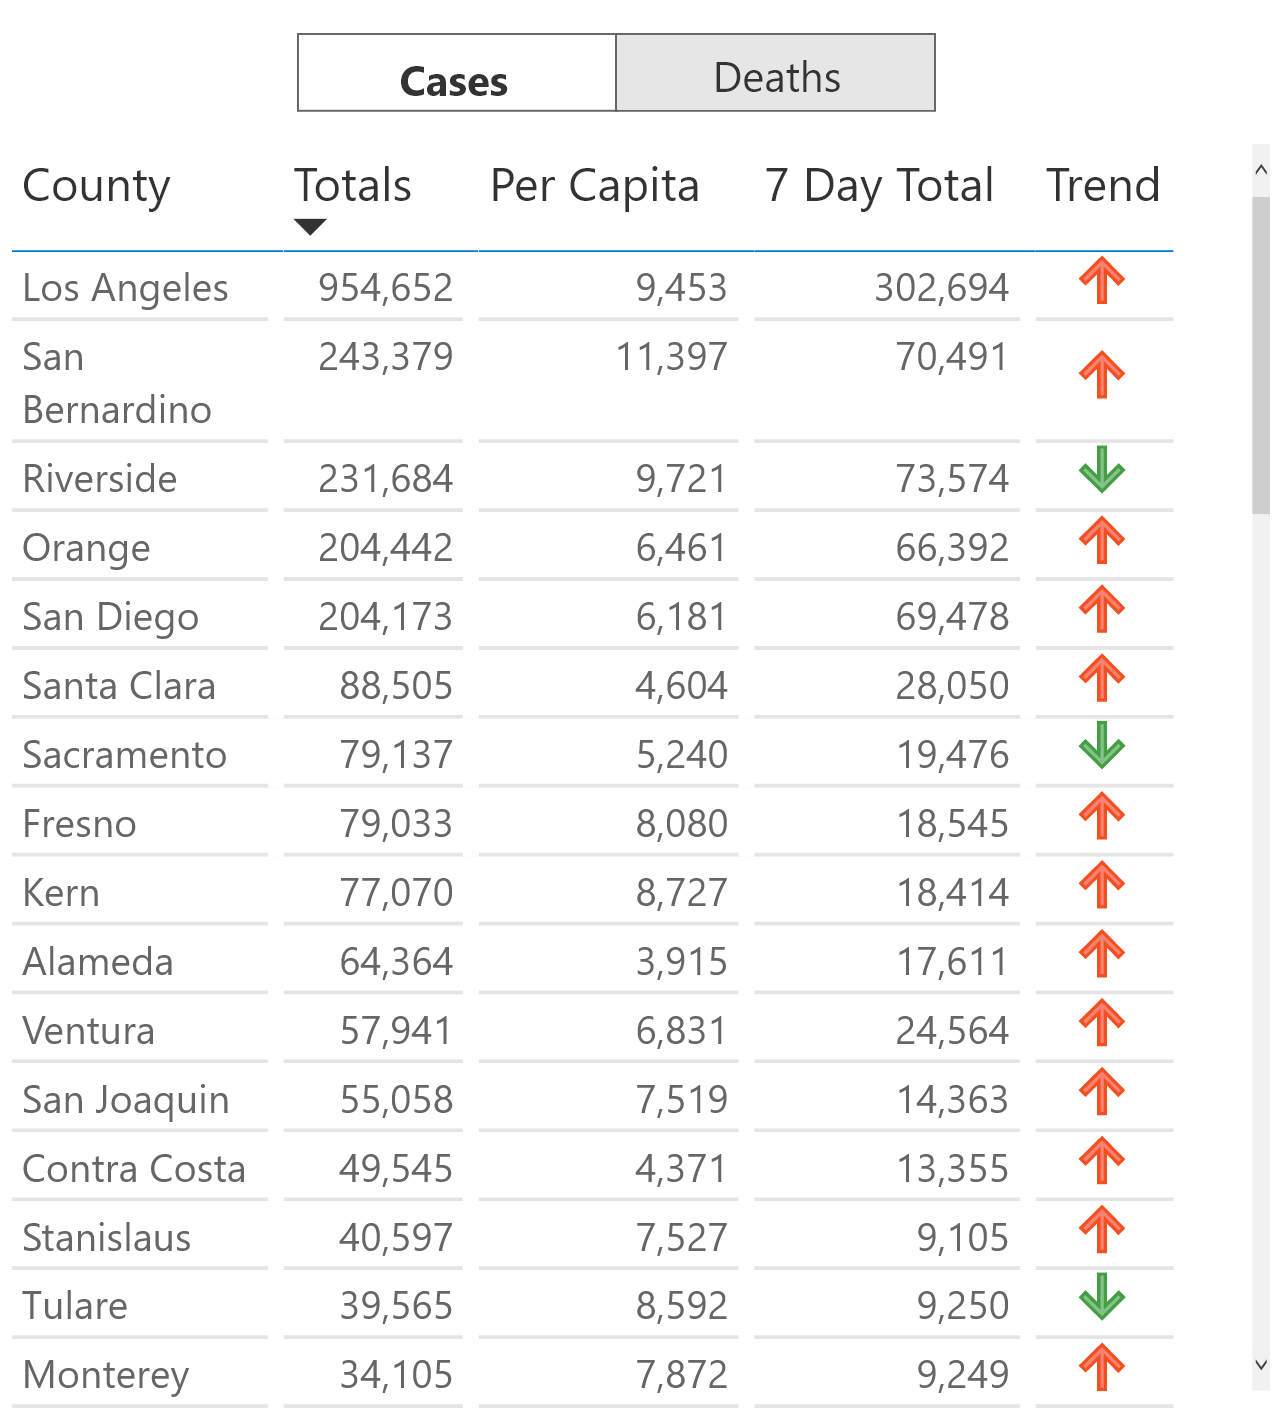 Cases Deaths
County Totals Per Capita 7 Day Total Trend
Los Angeles 954,652 9,453 302,694
San 243,379 11,397 70,491
Bernardino
Riverside 231,684 9,721 73,574
Orange 204,442 6,461 66,392
San Diego 204,173 6,181 69,478
Santa Clara 88,505 4,604 28,050
Sacramento 79,137 5,240 19,476
Fresno 79,033 8,080 18,545
Kern 77,070 8,727 18,414
Alameda 64,364 3,915 17,611
Ventura 57,941 6,831 24,564
San Joaquin 55,058 7,519 14,363
Contra Costa 49,545 4,371 13,355
Stanislaus 40,597 7,527 9,105
Tulare 39,565 8,592 9,250
Monterey 34,105 7,872 9,249